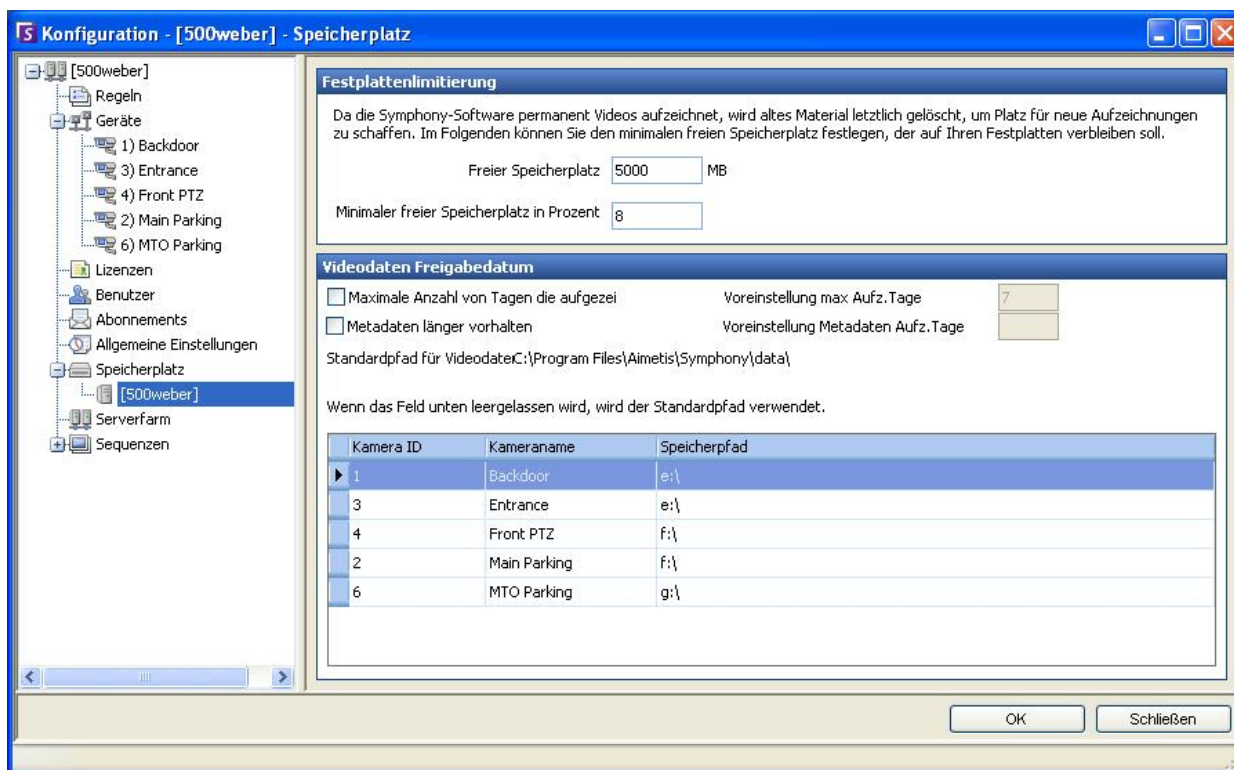 Konfiguration - [500weber] - Speicherplatz
[500weber]
Regeln
Geräte
1) Backdoor
3) Entrance
4) Front PTZ
2) Main Parking
6) MTO Parking
Lizenzen
Benutzer
Abonnements
Allgemeine Einstellungen
Speicherplatz
[500weber]
Serverfarm
Sequenzen
Festplattenlimitierung
Da die Symphony-Software permanent Videos aufzeichnet, wird altes Material letztlich gelöscht, um Platz für neue Aufzeichnungen
zu schaffen. Im Folgenden können Sie den minimalen freien Speicherplatz festlegen, der auf Ihren Festplatten verbleiben soll.
Freier Speicherplatz 5000 MB
Minimaler freier Speicherplatz in Prozent 8
Videodaten Freigabedatum
Maximale Anzahl von Tagen die aufgezei Voreinstellung max Aufz.Tage 7
Metadaten länger vorhalten Voreinstellung Metadaten Aufz.Tage
Standardpfad für VideodateC:\Program Files\Aimetis\Symphony\data\
Wenn das Feld unten leergelassen wird, wird der Standardpfad verwendet.
Kamera ID Kameraname Speicherpfad
1 Backdoor e:\
3 Entrance e:\
4 Front PTZ f:\
2 Main Parking f:\
6 MTO Parking g:\
OK Schließen